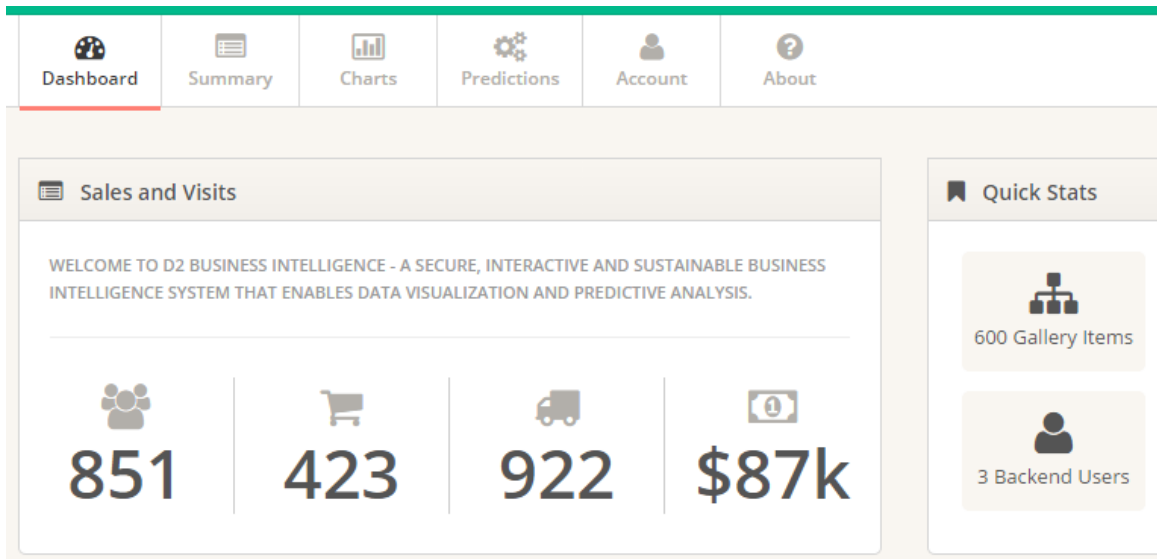 Dashboard
Summary
Charts
Predictions
Account
About
Sales and Visits
WELCOME TO D2 BUSINESS INTELLIGENCE - A SECURE, INTERACTIVE AND SUSTAINABLE BUSINESS
INTELLIGENCE SYSTEM THAT ENABLES DATA VISUALIZATION AND PREDICTIVE ANALYSIS.
851
423
922
$87k
Quick Stats
600 Gallery Items
3 Backend Users